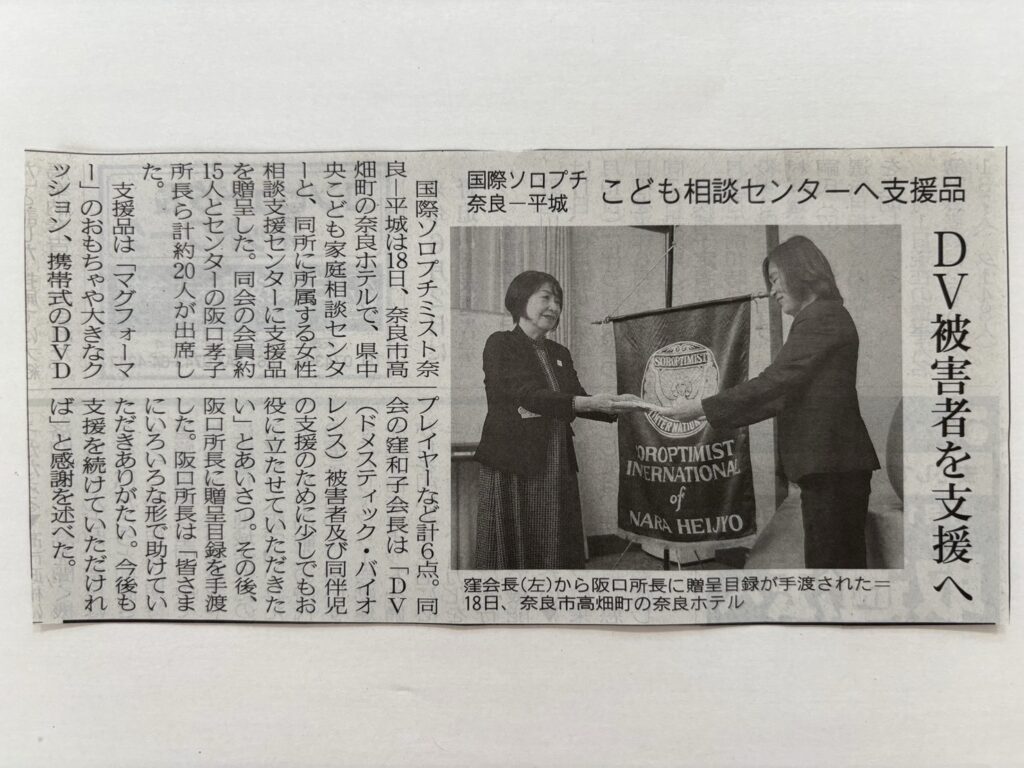 DV被害者を支援へ
こども相談センターへ支援品
国際ソロプチ
奈良―平城
SOROPTIMIST
INTERNATIONAL
SOROPTIMIST
INERNATIONAL
of
NARA HEIJYO
窪会長(左)から阪口所長に贈呈目録が手渡された＝
18日、奈良市高畑町の奈良ホテル
国際ソロプチミスト奈
良―平城は18日、奈良市高
畑町の奈良ホテルで、県中
央こども家庭相談センタ
ーと、同所に所属する女性
相談支援センターに支援品
を贈呈した。同会の会員約
15人とセンターの阪口孝子
所長ら計約20人が出席し
た。
支援品は「マグフォーマ
ー」のおもちゃや大きなク
ッション、携帯式のDVD
プレイヤーなど計6点。同
会の窪和子会長は「DV
（ドメスティック・バイオ
レンス）被害者及び同伴児
の支援のために少しでもお
役に立たせていただきた
い」とあいさつ。その後、
阪口所長に贈呈目録を手渡
した。阪口所長は「皆さま
にいろいろな形で助けてい
ただきありがたい。今後も
支援を続けていただけれ
ば」と感謝を述べた。